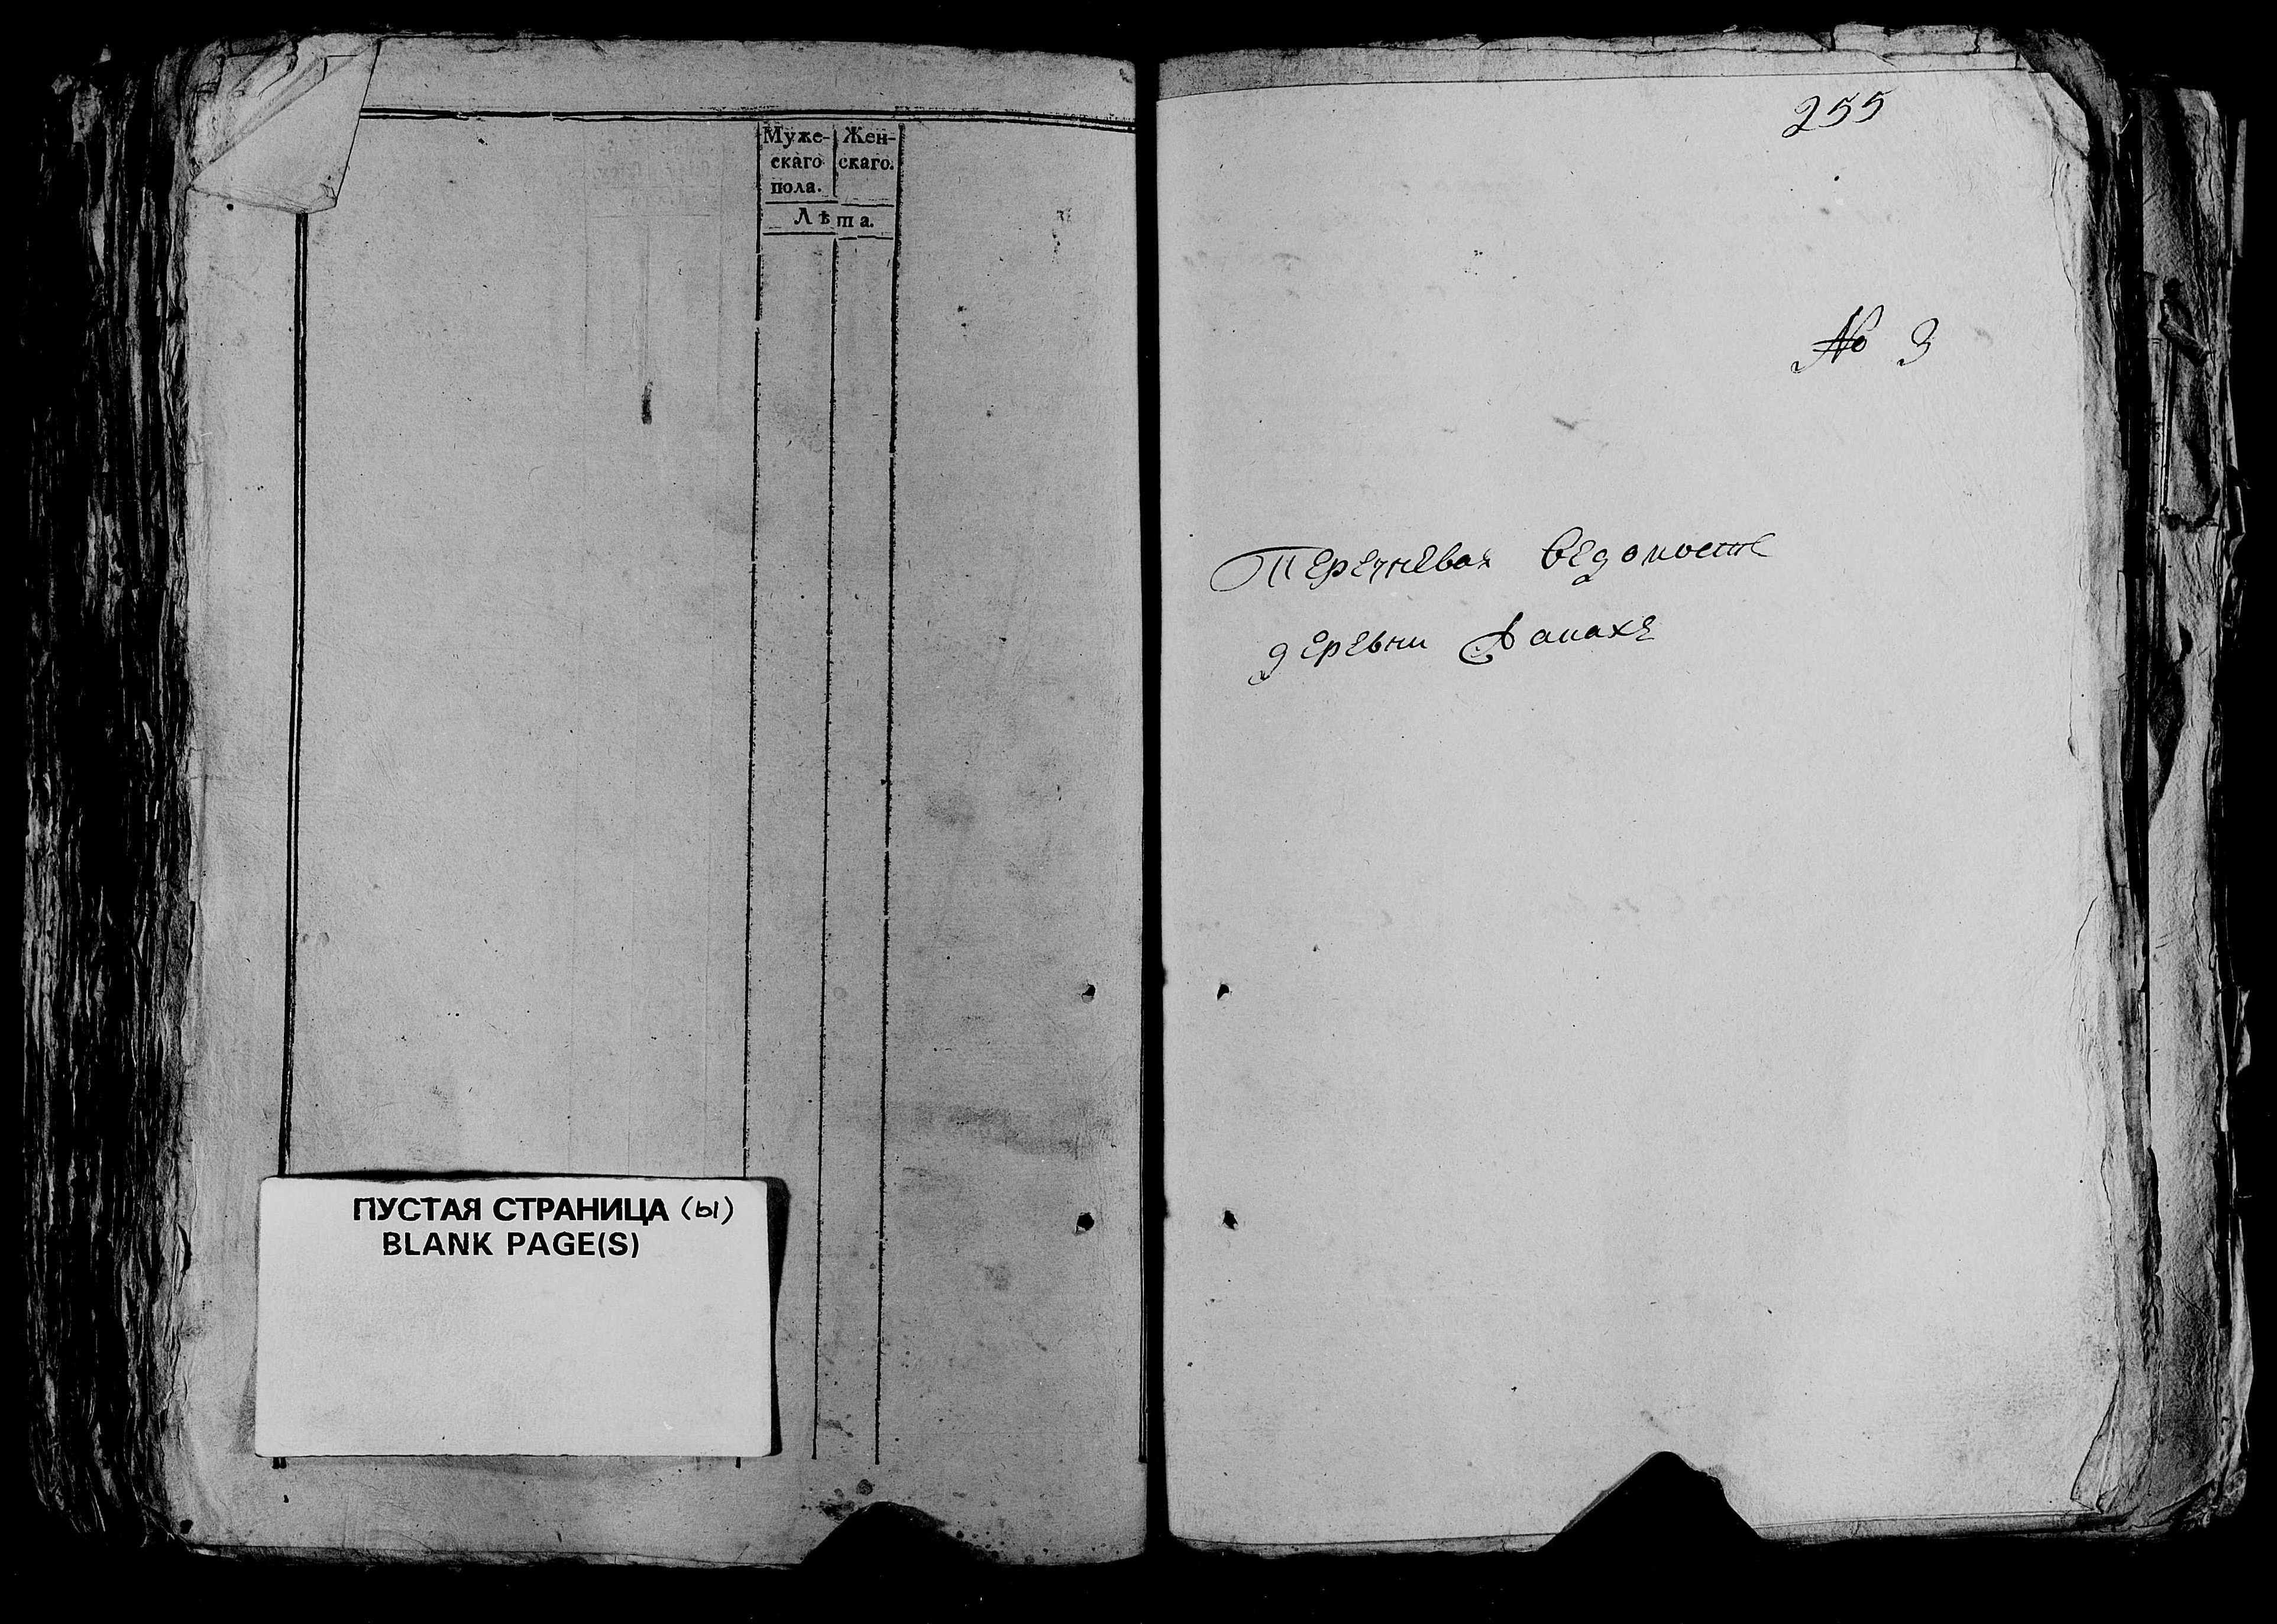 Муже-
скаго
пола.
Жен-
скаго.
Лѣта.
ПУСТАЯ СТРАНИЦА (ы)
BLANK PAGE(S)
255
№ 3
Перечневая ведомость
деревни